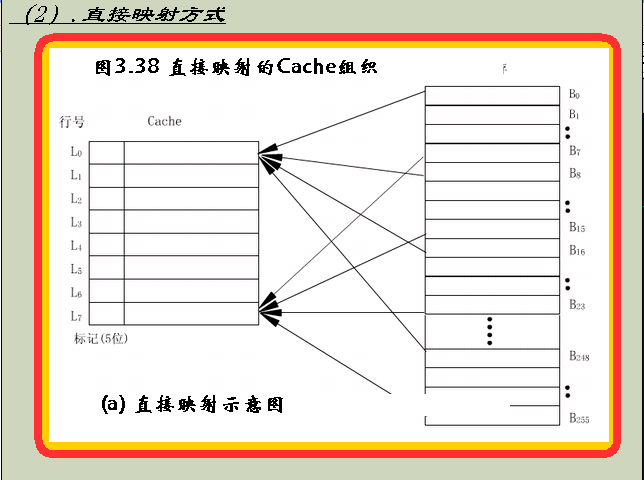 (2).直接映射方式
图3.38 直接映射的Cache组织
行号 Cache
L0
L1
L2
L3
L4
L5
L6
L7
标记(5位)
B0
B1
B7
B8
B15
B16
B23
B248
B255
(a) 直接映射示意图